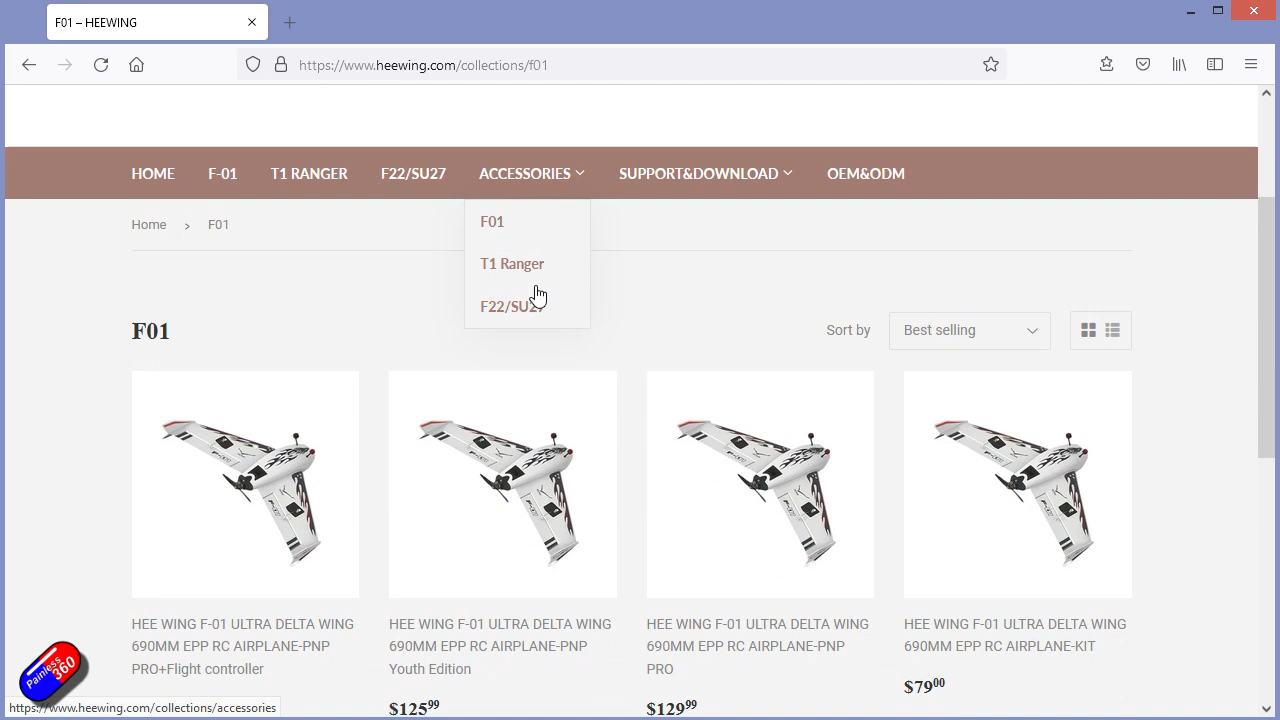 F01 – HEEWING
https://www.heewing.com/collections/f01
HOME F-01 T1 RANGER F22/SU27 ACCESSORIES SUPPORT&DOWNLOAD OEM&ODM
Home > F01
F01
T1 Ranger
F22/SU27
F01
Sort by Best selling
HEE WING F-01 ULTRA DELTA WING
690MM EPP RC AIRPLANE-PNP
PRO+Flight controller
HEE WING F-01 ULTRA DELTA WING
690MM EPP RC AIRPLANE-PNP
Youth Edition
$125.99
HEE WING F-01 ULTRA DELTA WING
690MM EPP RC AIRPLANE-PNP
PRO
$129.99
HEE WING F-01 ULTRA DELTA WING
690MM EPP RC AIRPLANE-KIT
$79.00
Painless
360
https://www.heewing.com/collections/accessories